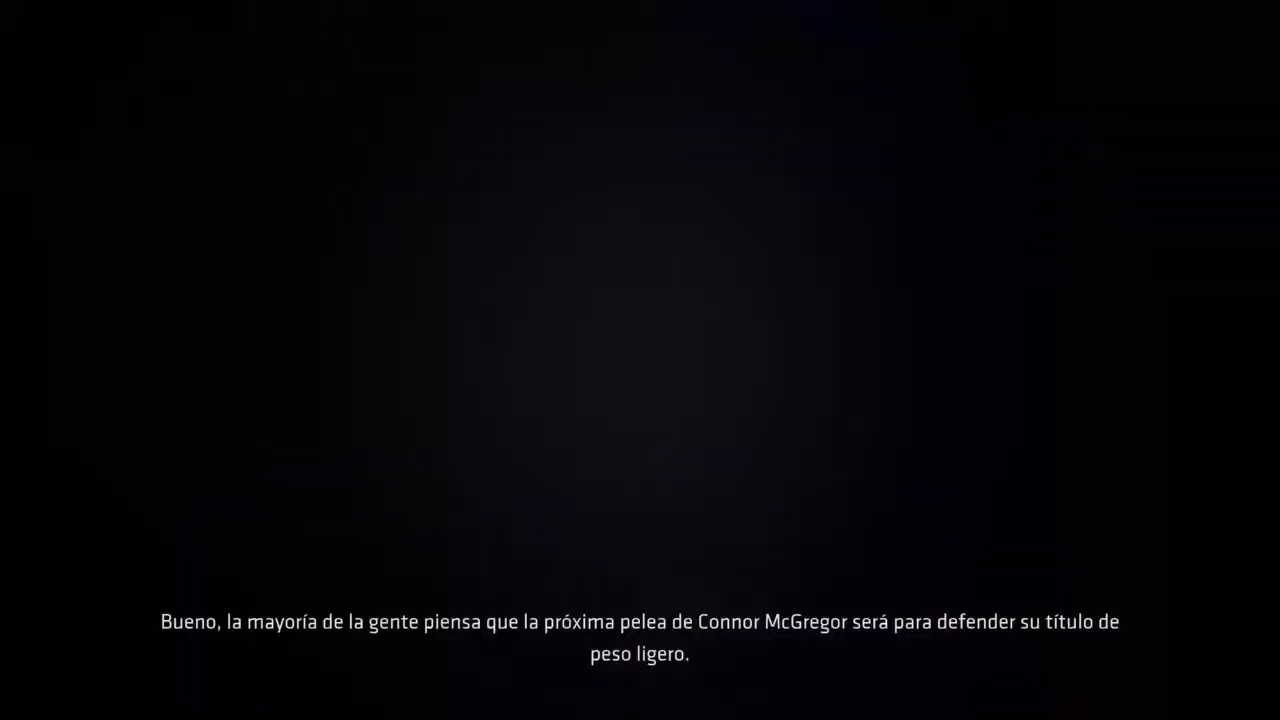 Bueno, la mayoría de la gente piensa que la próxima pelea de Connor McGregor será para defender su título de
peso ligero.